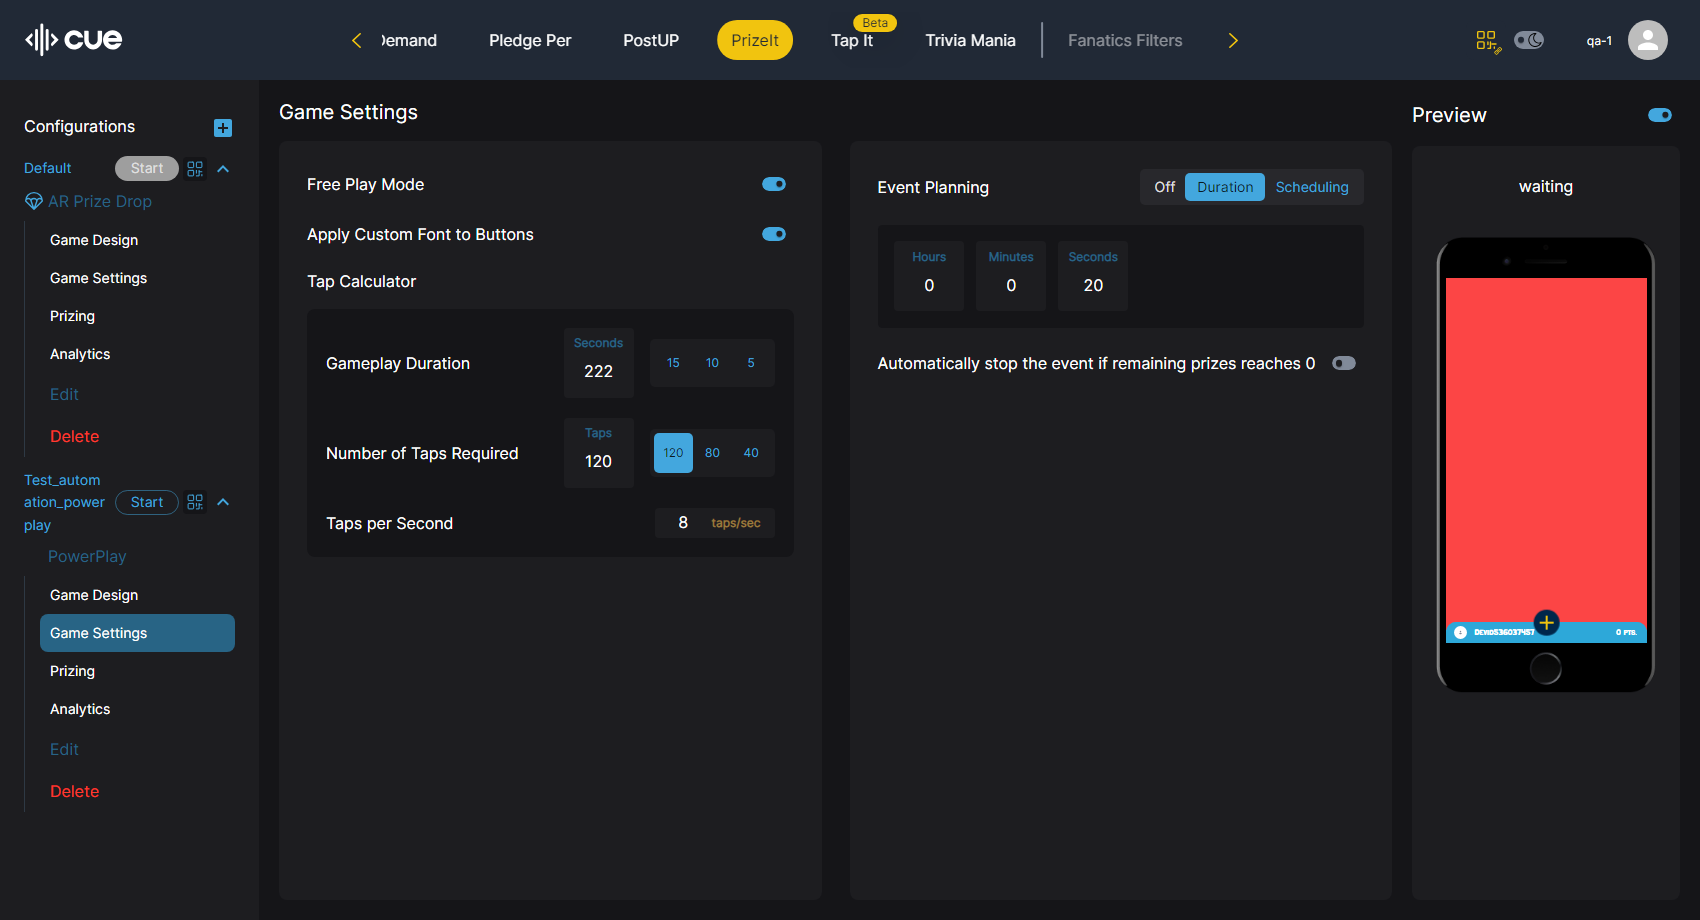 cue
Demand
Pledge Per
PostUP
PrizeIt
Beta
Tap It
Trivia Mania
Fanatics Filters
qa-1
Configurations
Default
Start
AR Prize Drop
Game Design
Game Settings
Prizing
Analytics
Edit
Delete
Test_autom
ation_power
play
Start
PowerPlay
Game Design
Game Settings
Prizing
Analytics
Edit
Delete
Game Settings
Free Play Mode
Apply Custom Font to Buttons
Tap Calculator
Gameplay Duration
Seconds
222
15 10 5
Number of Taps Required
Taps
120
120 80 40
Taps per Second
8 taps/sec
Event Planning
Off Duration Scheduling
Hours Minutes Seconds
0 0 20
Automatically stop the event if remaining prizes reaches 0
Preview
waiting
0 PTS.